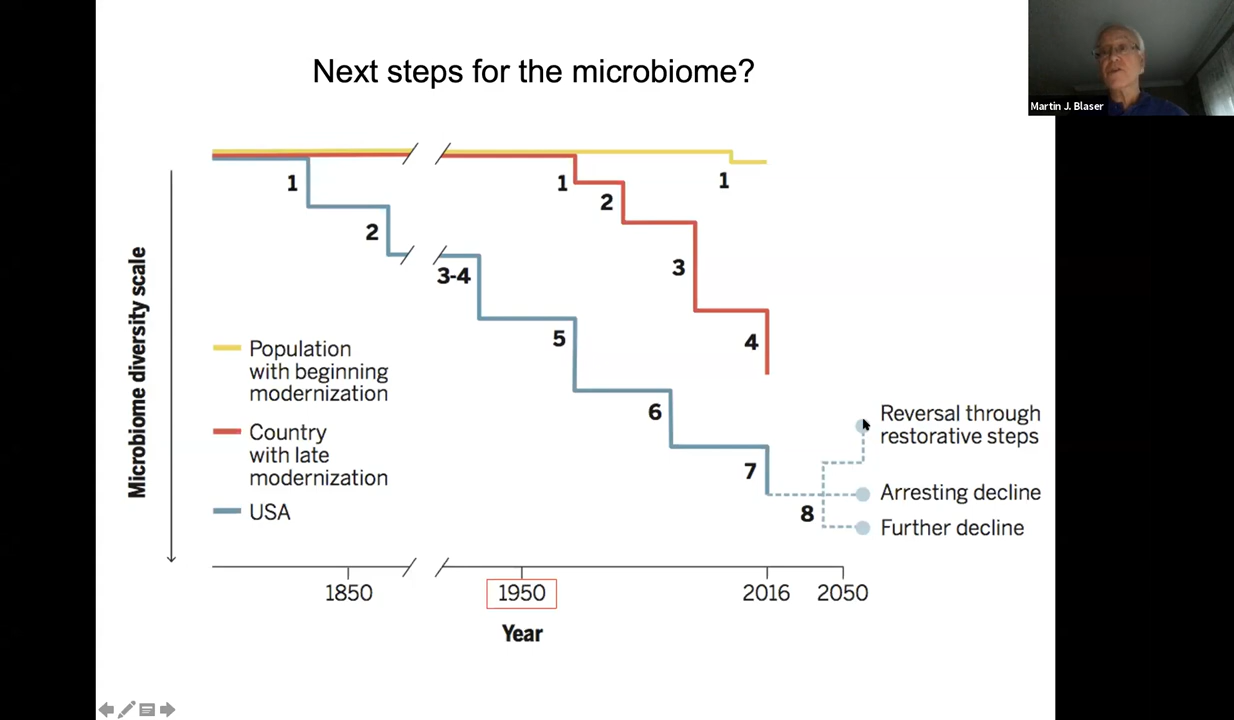 Next steps for the microbiome?
Martin J. Blaser
1
1
1
2
2
3-4
3
5
4
6
7
8
Microbiome diversity scale
Population
with beginning
modernization
Country
with late
modernization
USA
Reversal through
restorative steps
Arresting decline
Further decline
1850
1950
2016
2050
Year